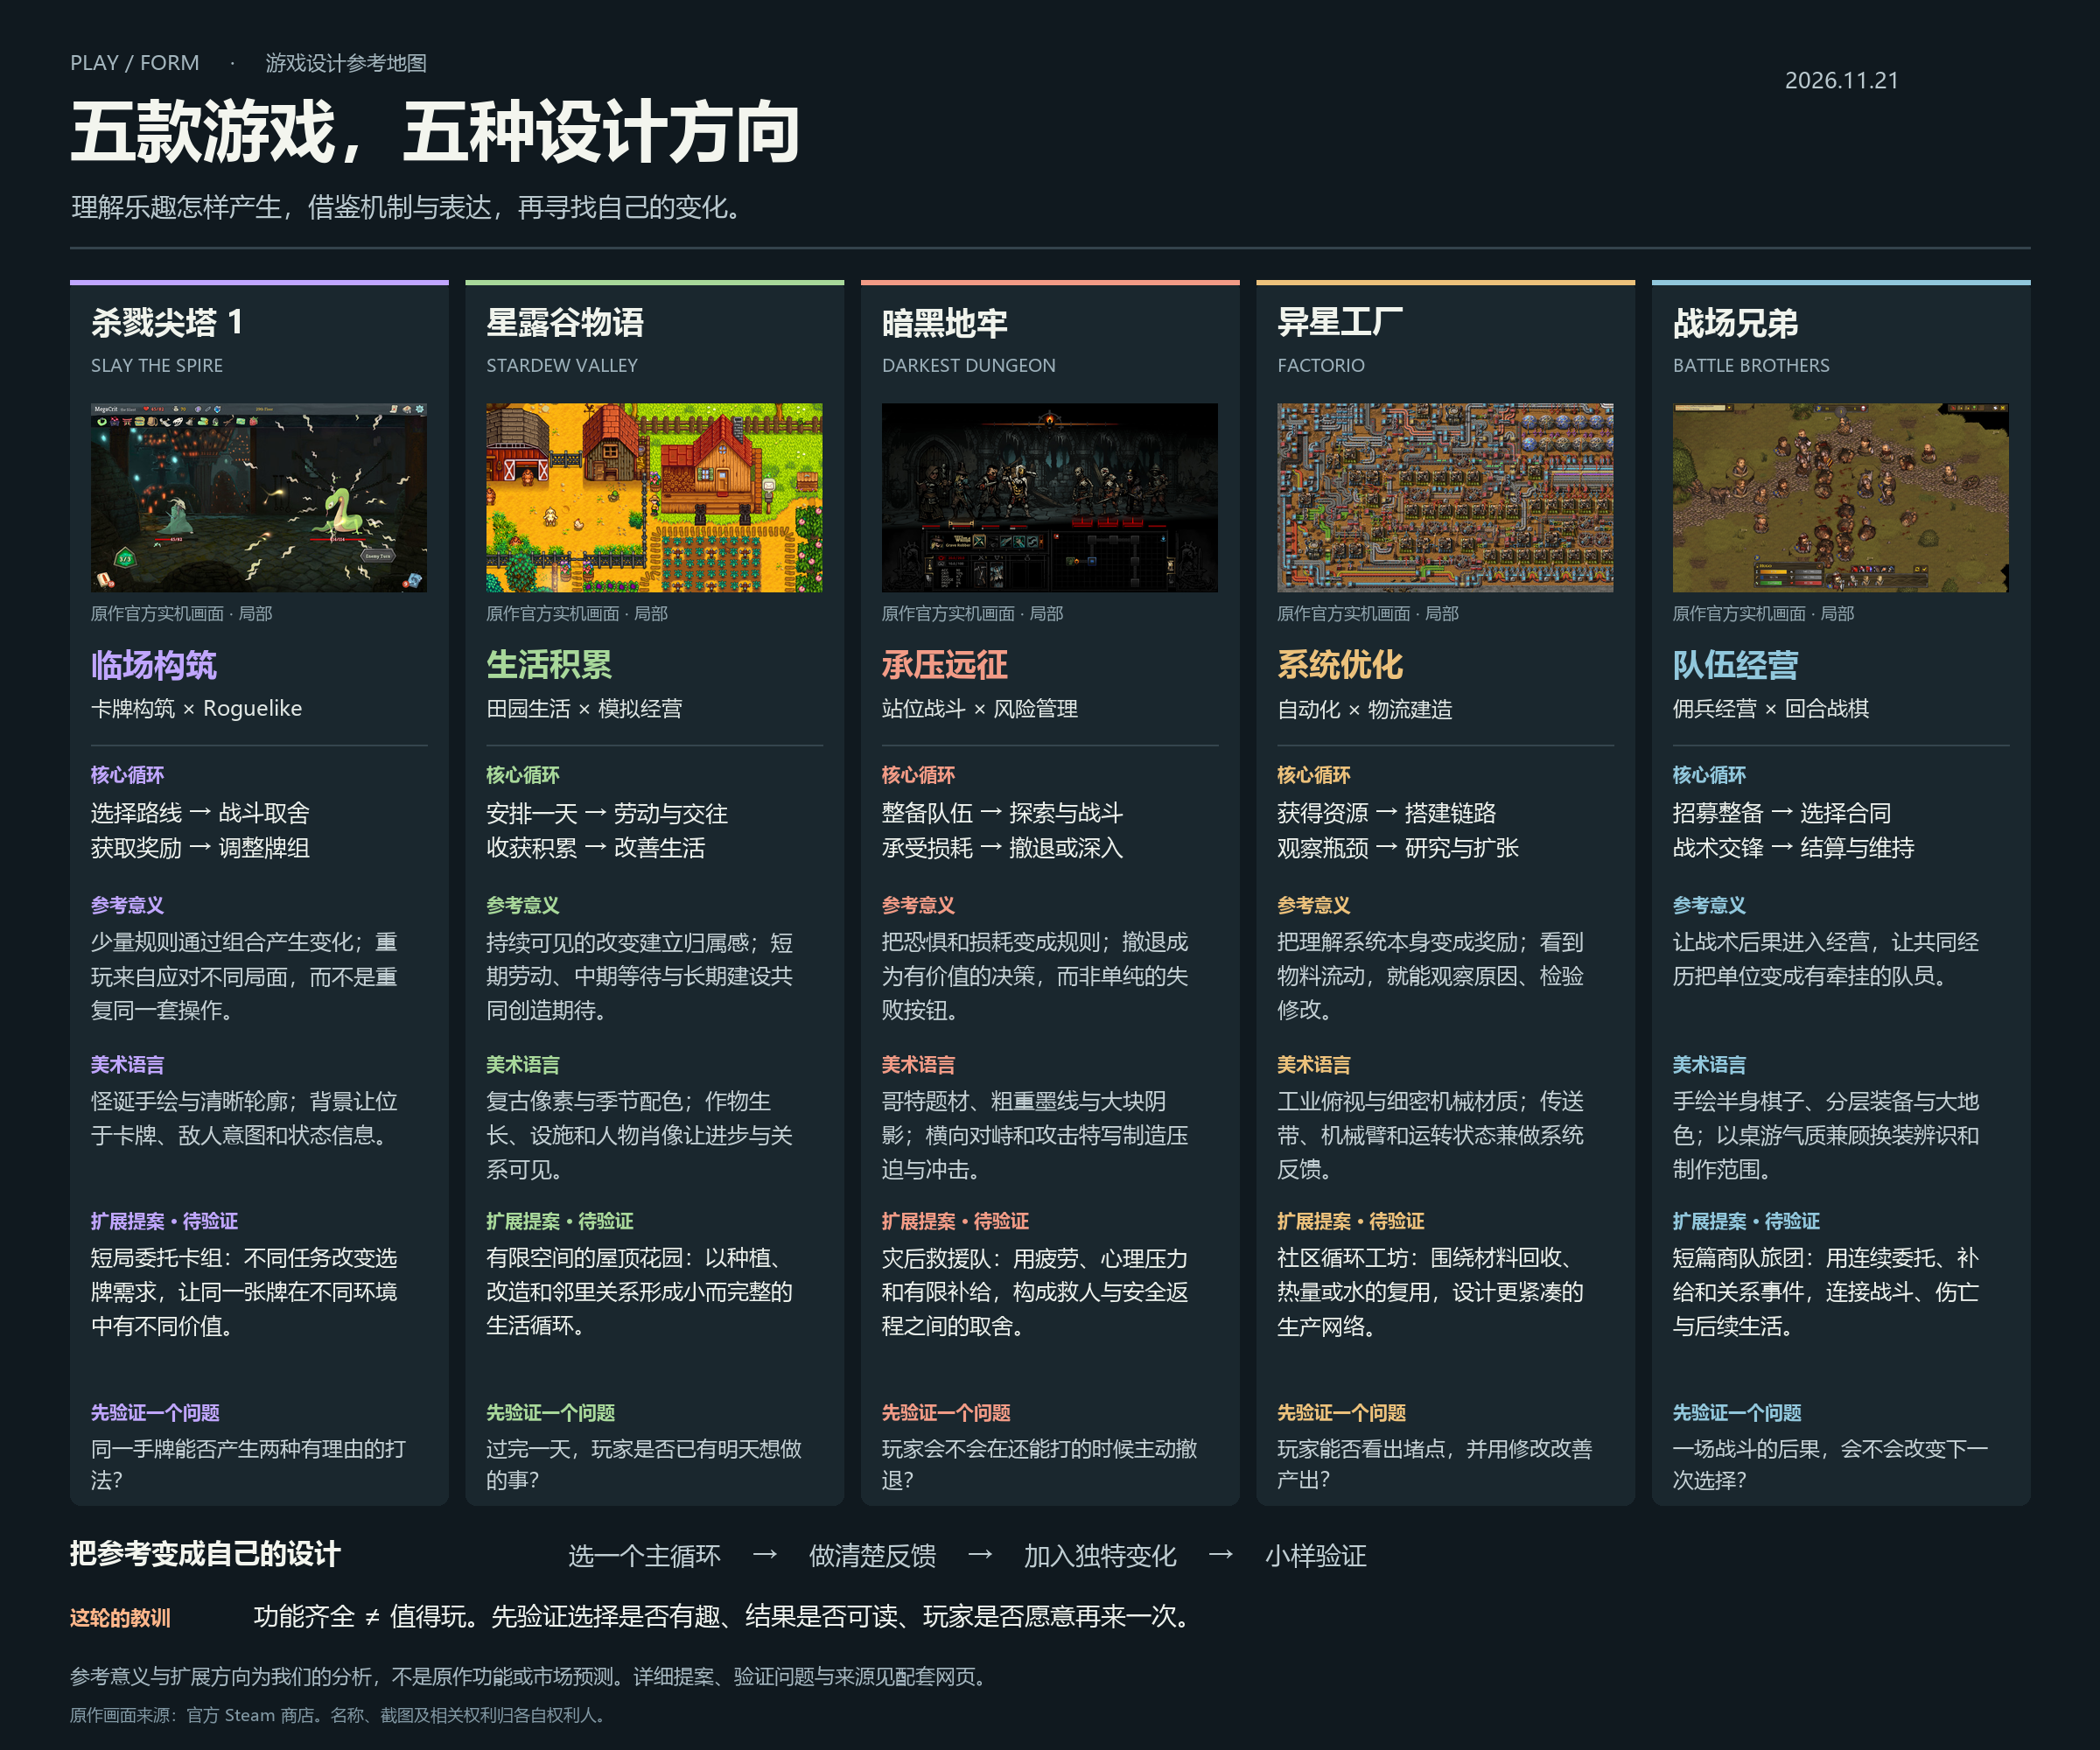 PLAY / FORM · 游戏设计参考地图
2026.11.21
五款游戏，五种设计方向
理解乐趣怎样产生，借鉴机制与表达，再寻找自己的变化。
杀戮尖塔 1
SLAY THE SPIRE
原作官方实机画面 · 局部
临场构筑
卡牌构筑 × Roguelike
核心循环
选择路线 → 战斗取舍
获取奖励 → 调整牌组
参考意义
少量规则通过组合产生变化；重
玩来自应对不同局面，而不是重
复同一套操作。
美术语言
怪诞手绘与清晰轮廓；背景让位
于卡牌、敌人意图和状态信息。
扩展提案 · 待验证
短局委托卡组：不同任务改变选
牌需求，让同一张牌在不同环境
中有不同价值。
先验证一个问题
同一手牌能否产生两种有理由的打
法？
星露谷物语
STARDEW VALLEY
原作官方实机画面 · 局部
生活积累
田园生活 × 模拟经营
核心循环
安排一天 → 劳动与交往
收获积累 → 改善生活
参考意义
持续可见的改变建立归属感；短
期劳动、中期等待与长期建设共
同创造期待。
美术语言
复古像素与季节配色；作物生
长、设施和人物肖像让进步与关
系可见。
扩展提案 · 待验证
有限空间的屋顶花园：以种植、
改造和邻里关系形成小而完整的
生活循环。
先验证一个问题
过完一天，玩家是否已有明天想做
的事？
暗黑地牢
DARKEST DUNGEON
原作官方实机画面 · 局部
承压远征
站位战斗 × 风险管理
核心循环
整备队伍 → 探索与战斗
承受损耗 → 撤退或深入
参考意义
把恐惧和损耗变成规则；撤退成
为有价值的决策，而非单纯的失
败按钮。
美术语言
哥特题材、粗重墨线与大块阴
影；横向对峙和攻击特写制造压
迫与冲击。
扩展提案 · 待验证
灾后救援队：用疲劳、心理压力
和有限补给，构成救人与安全返
程之间的取舍。
先验证一个问题
玩家会不会在还能打的时候主动撤
退？
异星工厂
FACTORIO
原作官方实机画面 · 局部
系统优化
自动化 × 物流建造
核心循环
获得资源 → 搭建链路
观察瓶颈 → 研究与扩张
参考意义
把理解系统本身变成奖励；看到
物料流动，就能观察原因、检验
修改。
美术语言
工业俯视与细密机械材质；传送
带、机械臂和运转状态兼做系统
反馈。
扩展提案 · 待验证
社区循环工坊：围绕材料回收、
热量或水的复用，设计更紧凑的
生产网络。
先验证一个问题
玩家能否看出堵点，并用修改改善
产出？
战场兄弟
BATTLE BROTHERS
原作官方实机画面 · 局部
队伍经营
佣兵经营 × 回合战棋
核心循环
招募整备 → 选择合同
战术交锋 → 结算与维持
参考意义
让战术后果进入经营，让共同经
历把单位变成有牵挂的队员。
美术语言
手绘半身棋子、分层装备与大地
色；以桌游气质兼顾换装辨识和
制作范围。
扩展提案 · 待验证
短篇商队旅团：用连续委托、补
给和关系事件，连接战斗、伤亡
与后续生活。
先验证一个问题
一场战斗的后果，会不会改变下一
次选择？
把参考变成自己的设计 选一个主循环 → 做清楚反馈 → 加入独特变化 → 小样验证
这轮的教训 功能齐全 ≠ 值得玩。先验证选择是否有趣、结果是否可读、玩家是否愿意再来一次。
参考意义与扩展方向为我们的分析，不是原作功能或市场预测。详细提案、验证问题与来源见配套网页。
原作画面来源：官方 Steam 商店。名称、截图及相关权利归各自权利人。